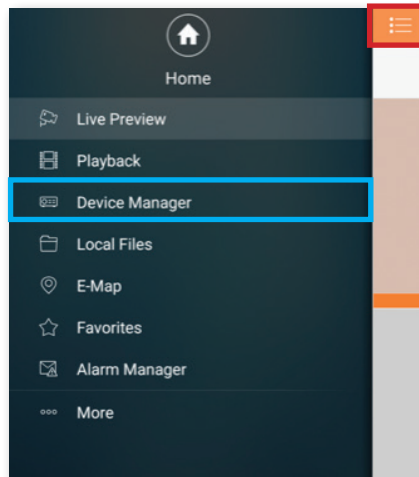 Home
Live Preview
Playback
Device Manager
Local Files
E-Map
Favorites
Alarm Manager
More